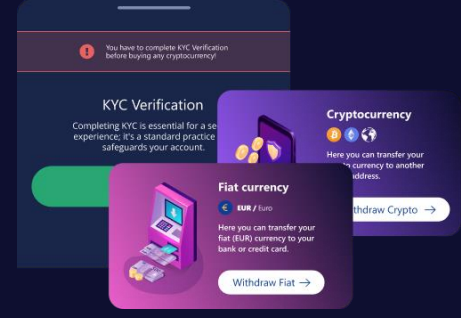 You have to complete KYC Verification
before buying any cryptocurrency!
KYC Verification
Completing KYC is essential for a se
experience; it's a standard practice
safeguards your account.
Cryptocurrency
Here you can transfer your
currency to another
address.
Withdraw Crypto →
Fiat currency
€ EUR / Euro
Here you can transfer your
fiat (EUR) currency to your
bank or credit card.
Withdraw Fiat →